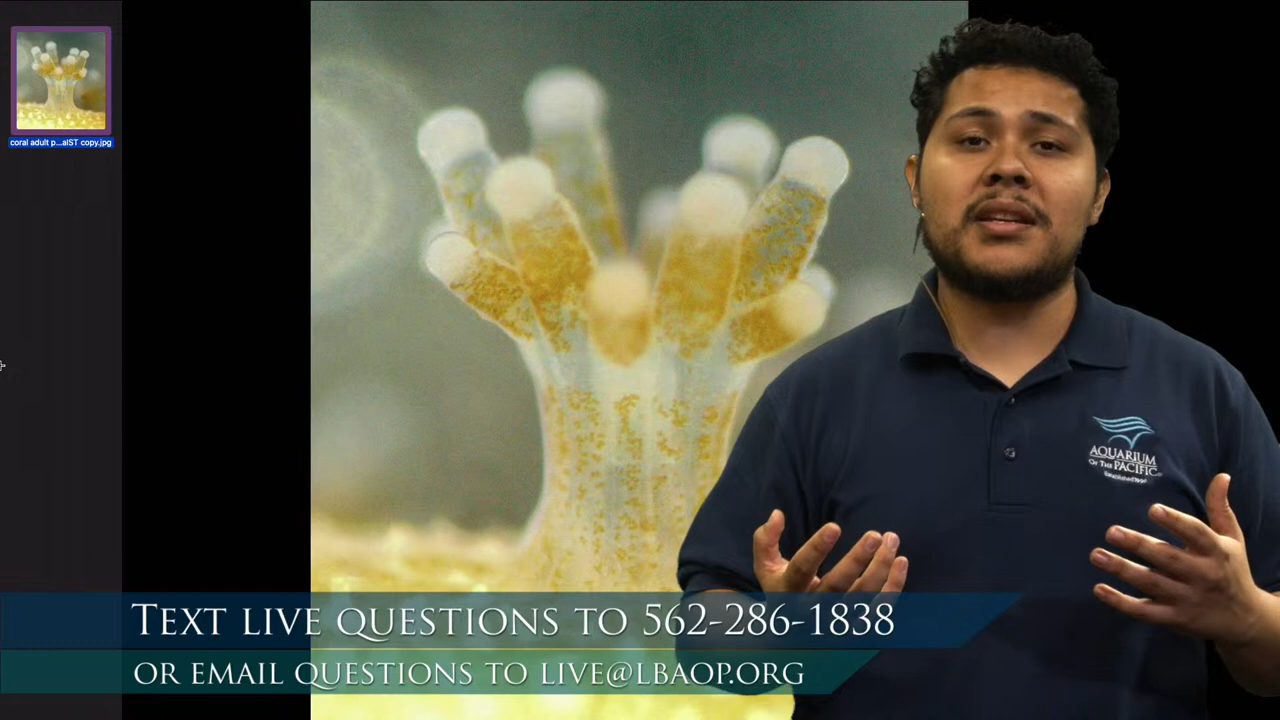 coral adult p...alST copy.jpg
AQUARIUM
OF THE PACIFIC
TEXT LIVE QUESTIONS TO 562-286-1838
OR EMAIL QUESTIONS TO LIVE@LBAOP.ORG